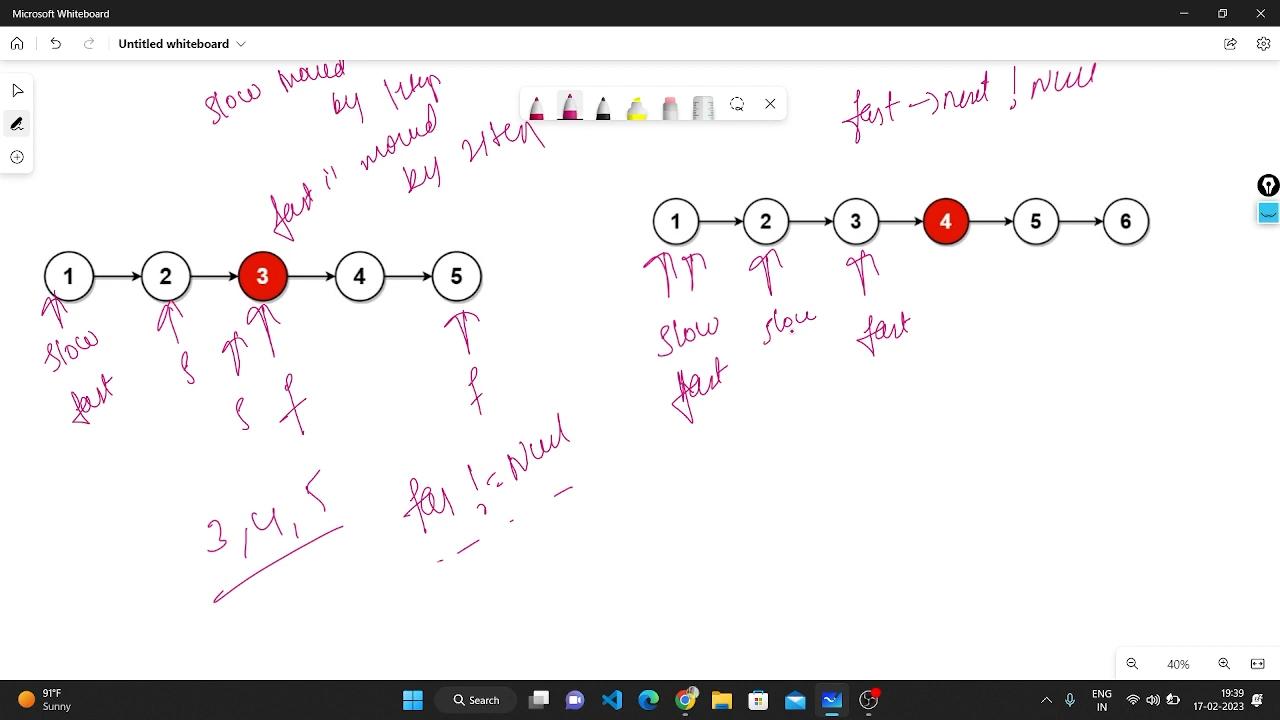 Microsoft Whiteboard
Untitled whiteboard
slow moved
by 1step
fast is moved
by 2step
fast → next != Null
1 2 3 4 5 6
1 2 3 4 5
slow
fast
s
s
f
f
slow
fast
slow
fast
3,4,5
fas != Null
40%
91°F
Sunny
Search
ENG
IN
19:39
17-02-2023